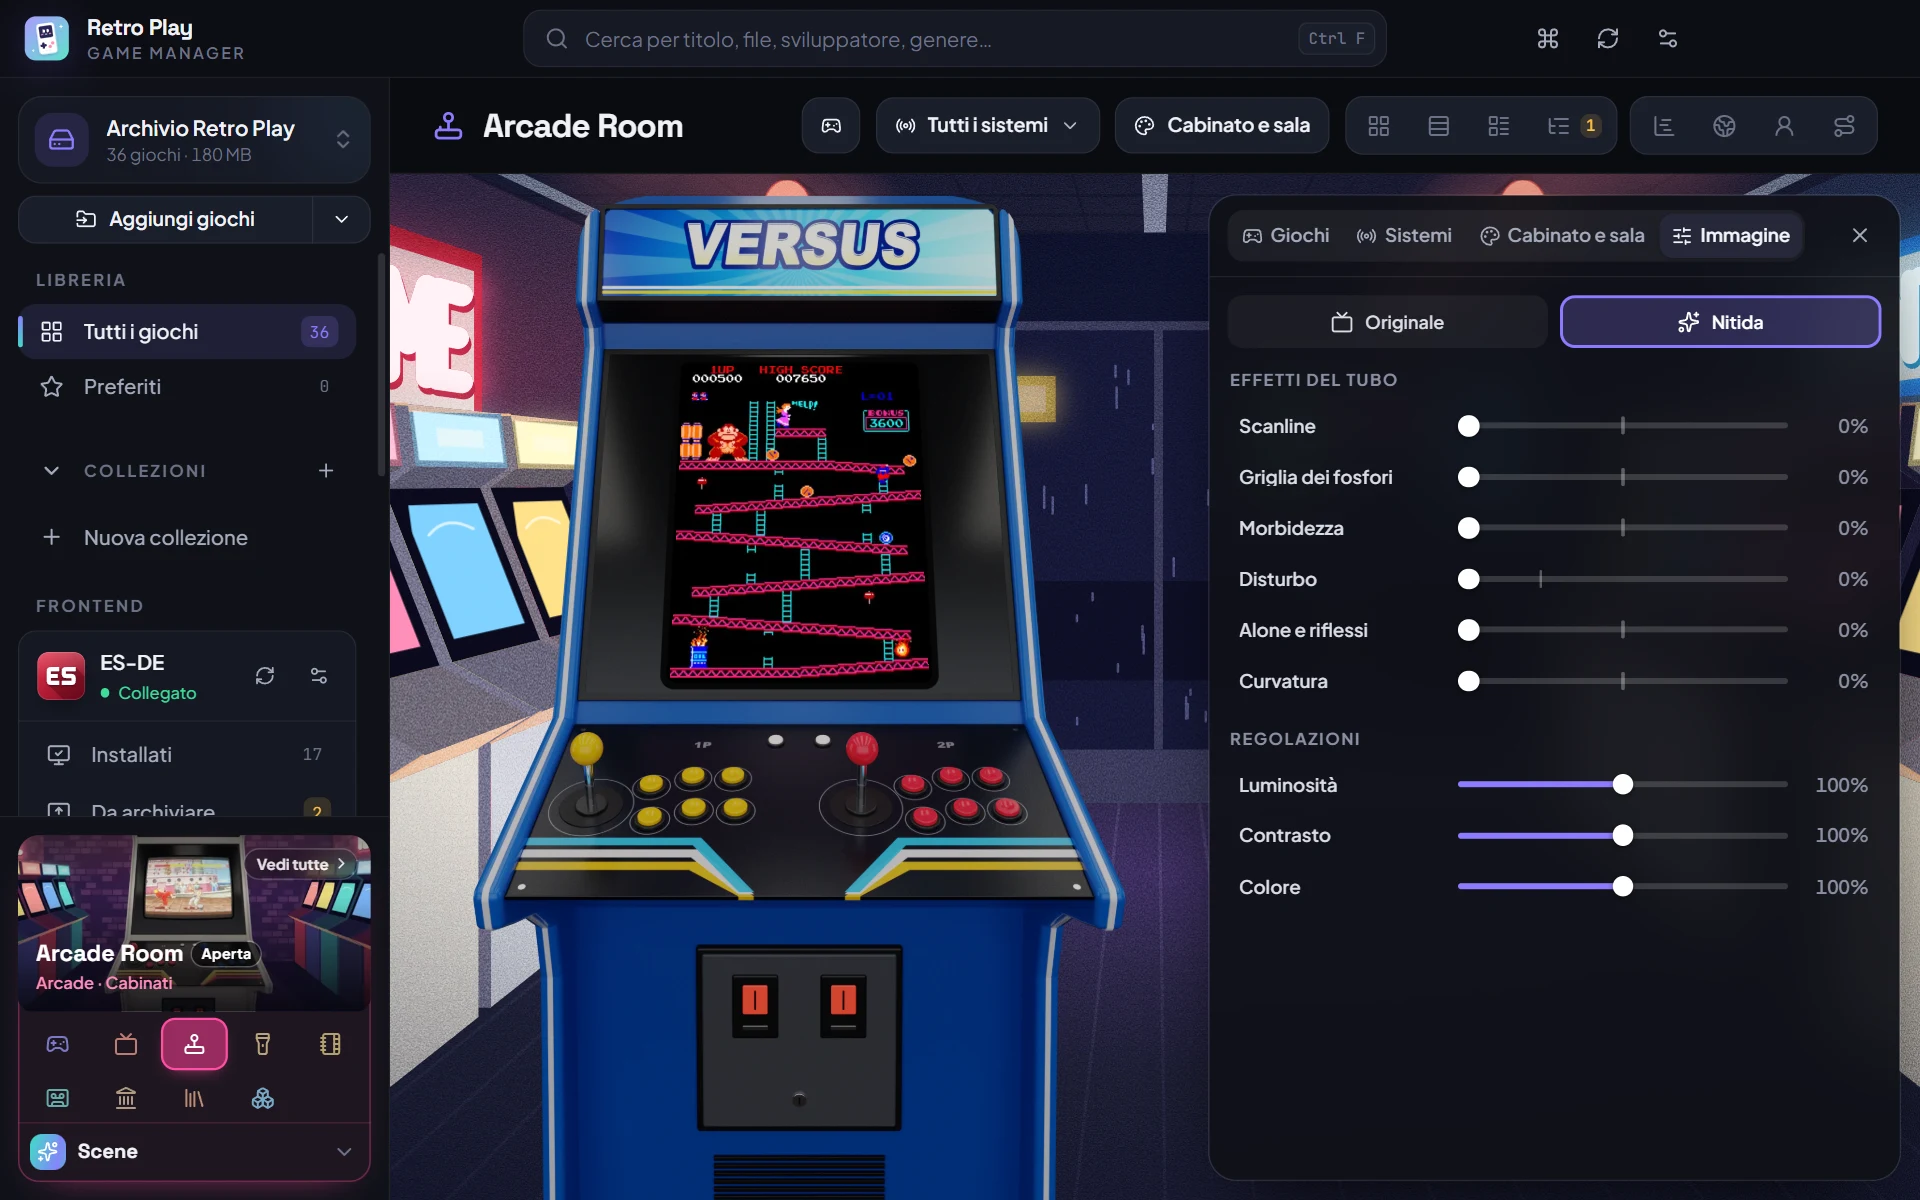 Retro Play
GAME MANAGER
Cerca per titolo, file, sviluppatore, genere...
Ctrl F
Archivio Retro Play
36 giochi · 180 MB
Aggiungi giochi
LIBRERIA
Tutti i giochi
36
Preferiti
0
COLLEZIONI
Nuova collezione
FRONTEND
ES
ES-DE
Collegato
Installati
17
Da archiviare
2
Vedi tutte
Arcade Room
Aperta
Arcade · Cabinati
Scene
Arcade Room
Tutti i sistemi
Cabinato e sala
1
VERSUS
1UP
HIGH SCORE
000500
007650
L=01
HELP!
BONUS
3600
1P
2P
Giochi
Sistemi
Cabinato e sala
Immagine
Originale
Nitida
EFFETTI DEL TUBO
Scanline
0%
Griglia dei fosfori
0%
Morbidezza
0%
Disturbo
0%
Alone e riflessi
0%
Curvatura
0%
REGOLAZIONI
Luminosità
100%
Contrasto
100%
Colore
100%